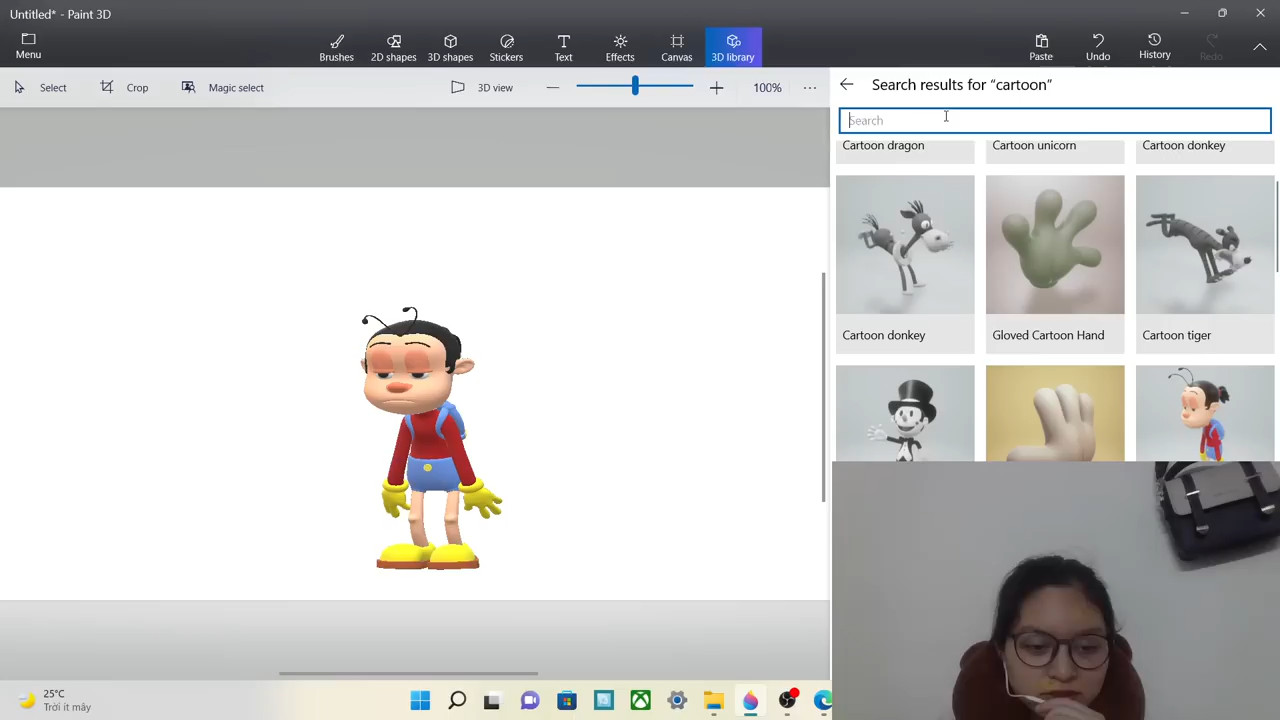 Untitled* - Paint 3D
Menu
Brushes
2D shapes
3D shapes
Stickers
Text
Effects
Canvas
3D library
Paste
Undo
History
Redo
Select
Crop
Magic select
3D view
100%
Search results for “cartoon”
Search
Cartoon dragon
Cartoon unicorn
Cartoon donkey
Cartoon donkey
Gloved Cartoon Hand
Cartoon tiger
25°C
Trời ít mây